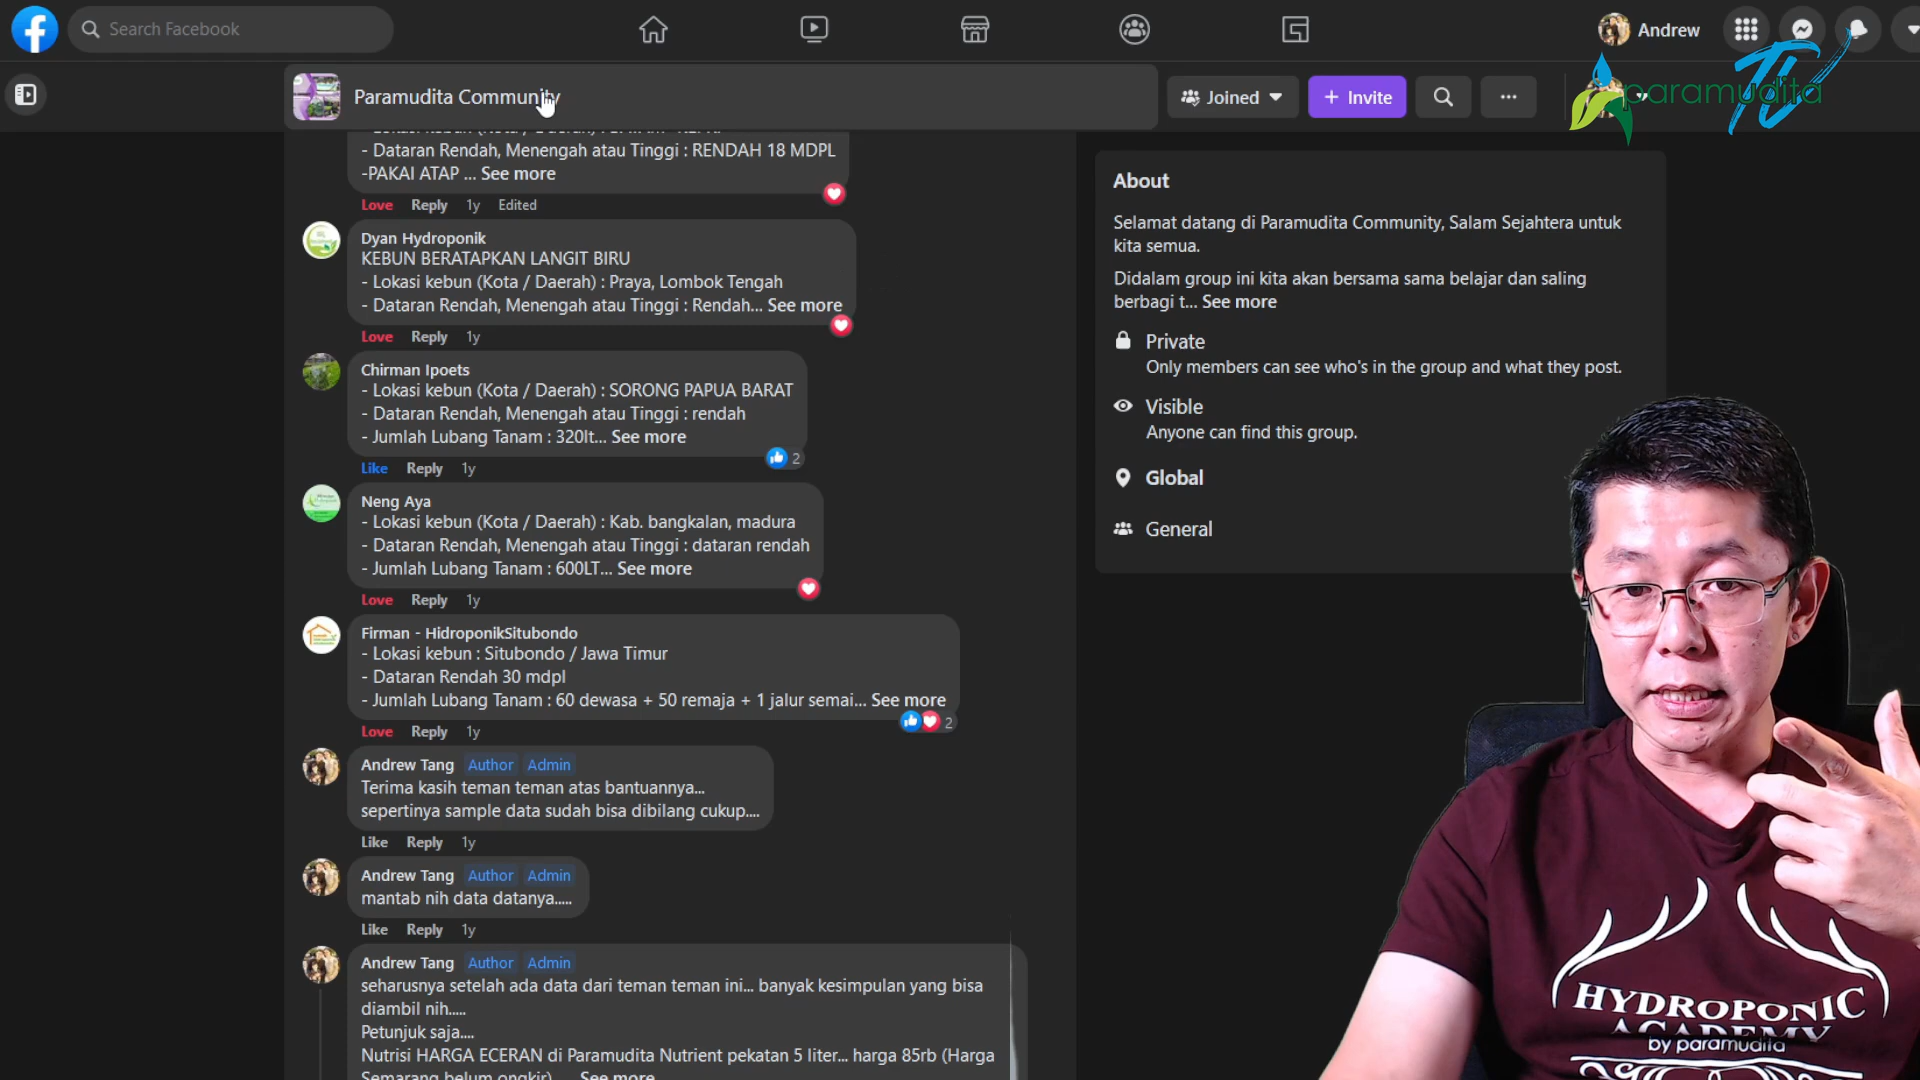 Search Facebook
Andrew
Paramudita Community
Joined
+ Invite
paramudita TV
- Dataran Rendah, Menengah atau Tinggi : RENDAH 18 MDPL
-PAKAI ATAP ... See more
Love Reply 1y Edited
Dyan Hydroponik
KEBUN BERATAPKAN LANGIT BIRU
- Lokasi kebun (Kota / Daerah) : Praya, Lombok Tengah
- Dataran Rendah, Menengah atau Tinggi : Rendah... See more
Love Reply 1y
Chirman Ipoets
- Lokasi kebun (Kota / Daerah) : SORONG PAPUA BARAT
- Dataran Rendah, Menengah atau Tinggi : rendah
- Jumlah Lubang Tanam : 320lt... See more
2
Like Reply 1y
Neng Aya
- Lokasi kebun (Kota / Daerah) : Kab. bangkalan, madura
- Dataran Rendah, Menengah atau Tinggi : dataran rendah
- Jumlah Lubang Tanam : 600LT... See more
Love Reply 1y
Firman - HidroponikSitubondo
- Lokasi kebun : Situbondo / Jawa Timur
- Dataran Rendah 30 mdpl
- Jumlah Lubang Tanam : 60 dewasa + 50 remaja + 1 jalur semai... See more
2
Love Reply 1y
Andrew Tang Author Admin
Terima kasih teman teman atas bantuannya...
sepertinya sample data sudah bisa dibilang cukup....
Like Reply 1y
Andrew Tang Author Admin
mantab nih data datanya.....
Like Reply 1y
Andrew Tang Author Admin
seharusnya setelah ada data dari teman teman ini... banyak kesimpulan yang bisa
diambil nih.....
Petunjuk saja....
Nutrisi HARGA ECERAN di Paramudita Nutrient pekatan 5 liter... harga 85rb (Harga
Semarang belum ongkir).... See more
About
Selamat datang di Paramudita Community, Salam Sejahtera untuk
kita semua.
Didalam group ini kita akan bersama sama belajar dan saling
berbagi t... See more
Private
Only members can see who's in the group and what they post.
Visible
Anyone can find this group.
Global
General
HYDROPONIC
ACADEMY
by paramudita